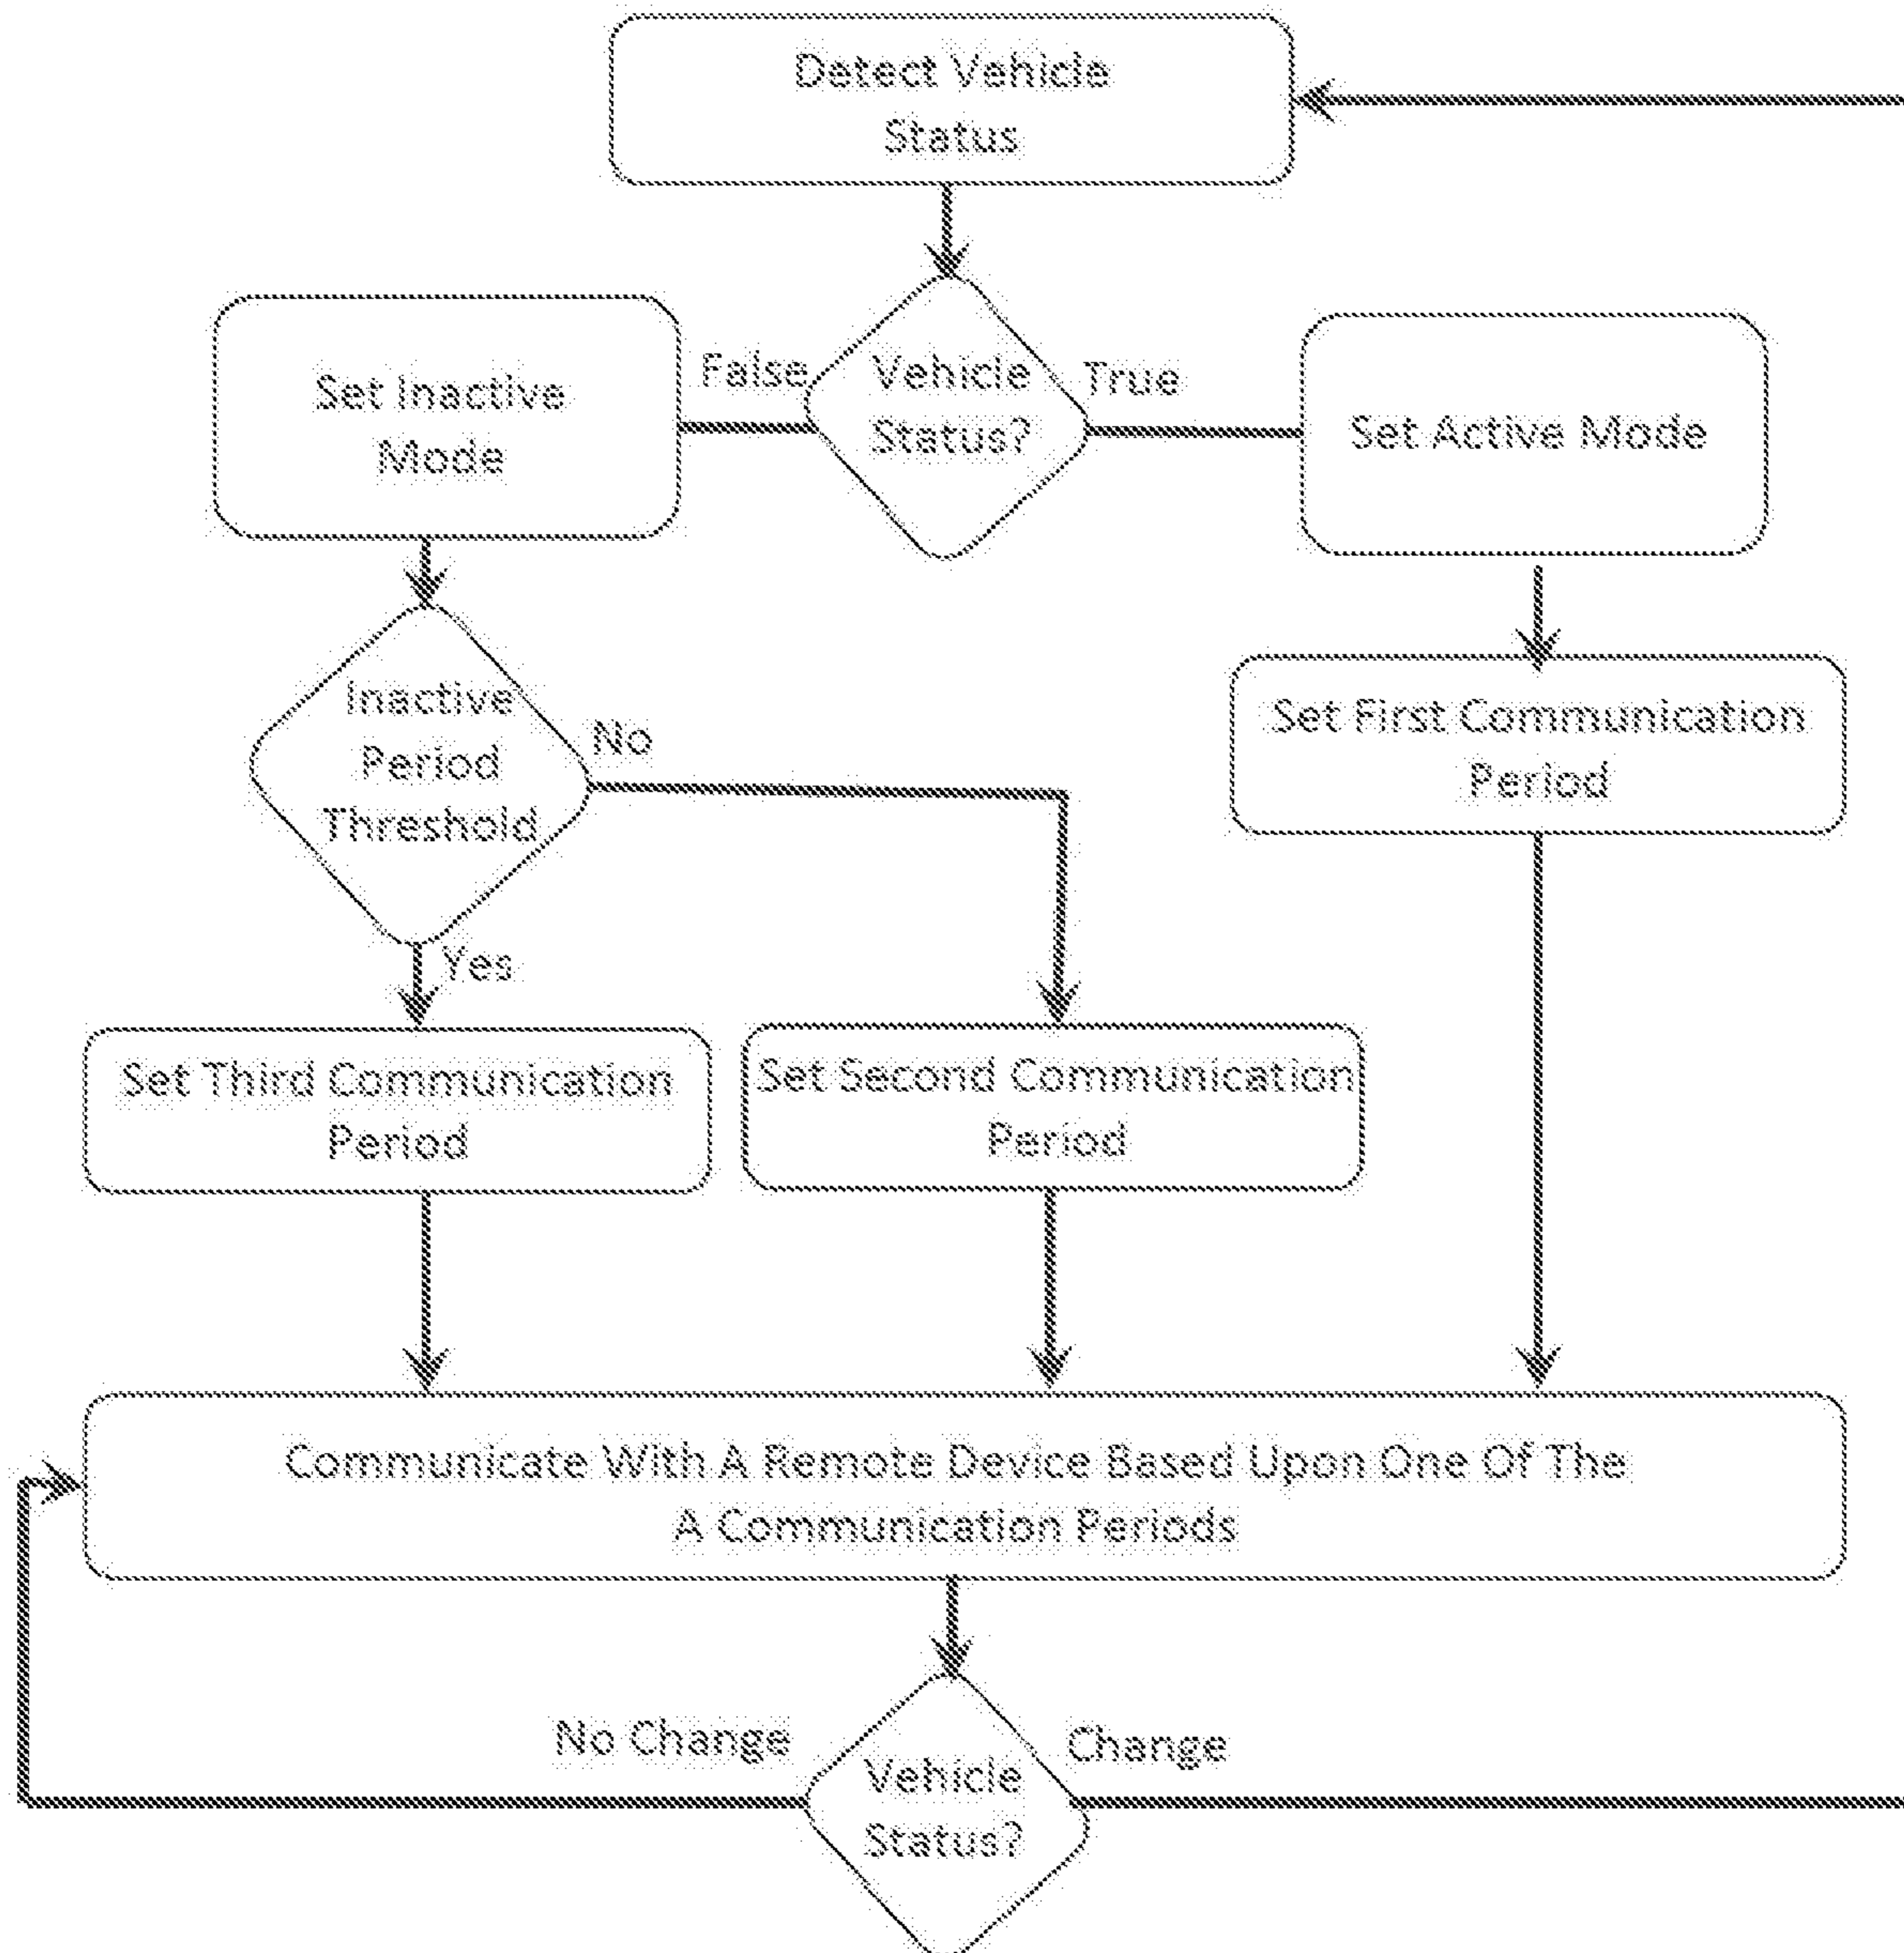 Detect Vehicle
Status
False
Vehicle
Status?
True
Set Inactive
Mode
Set Active Mode
Inactive
Period
Threshold
No
Yes
Set First Communication
Period
Set Third Communication
Period
Set Second Communication
Period
Communicate With A Remote Device Based Upon One Of The
A Communication Periods
No Change
Vehicle
Status?
Change